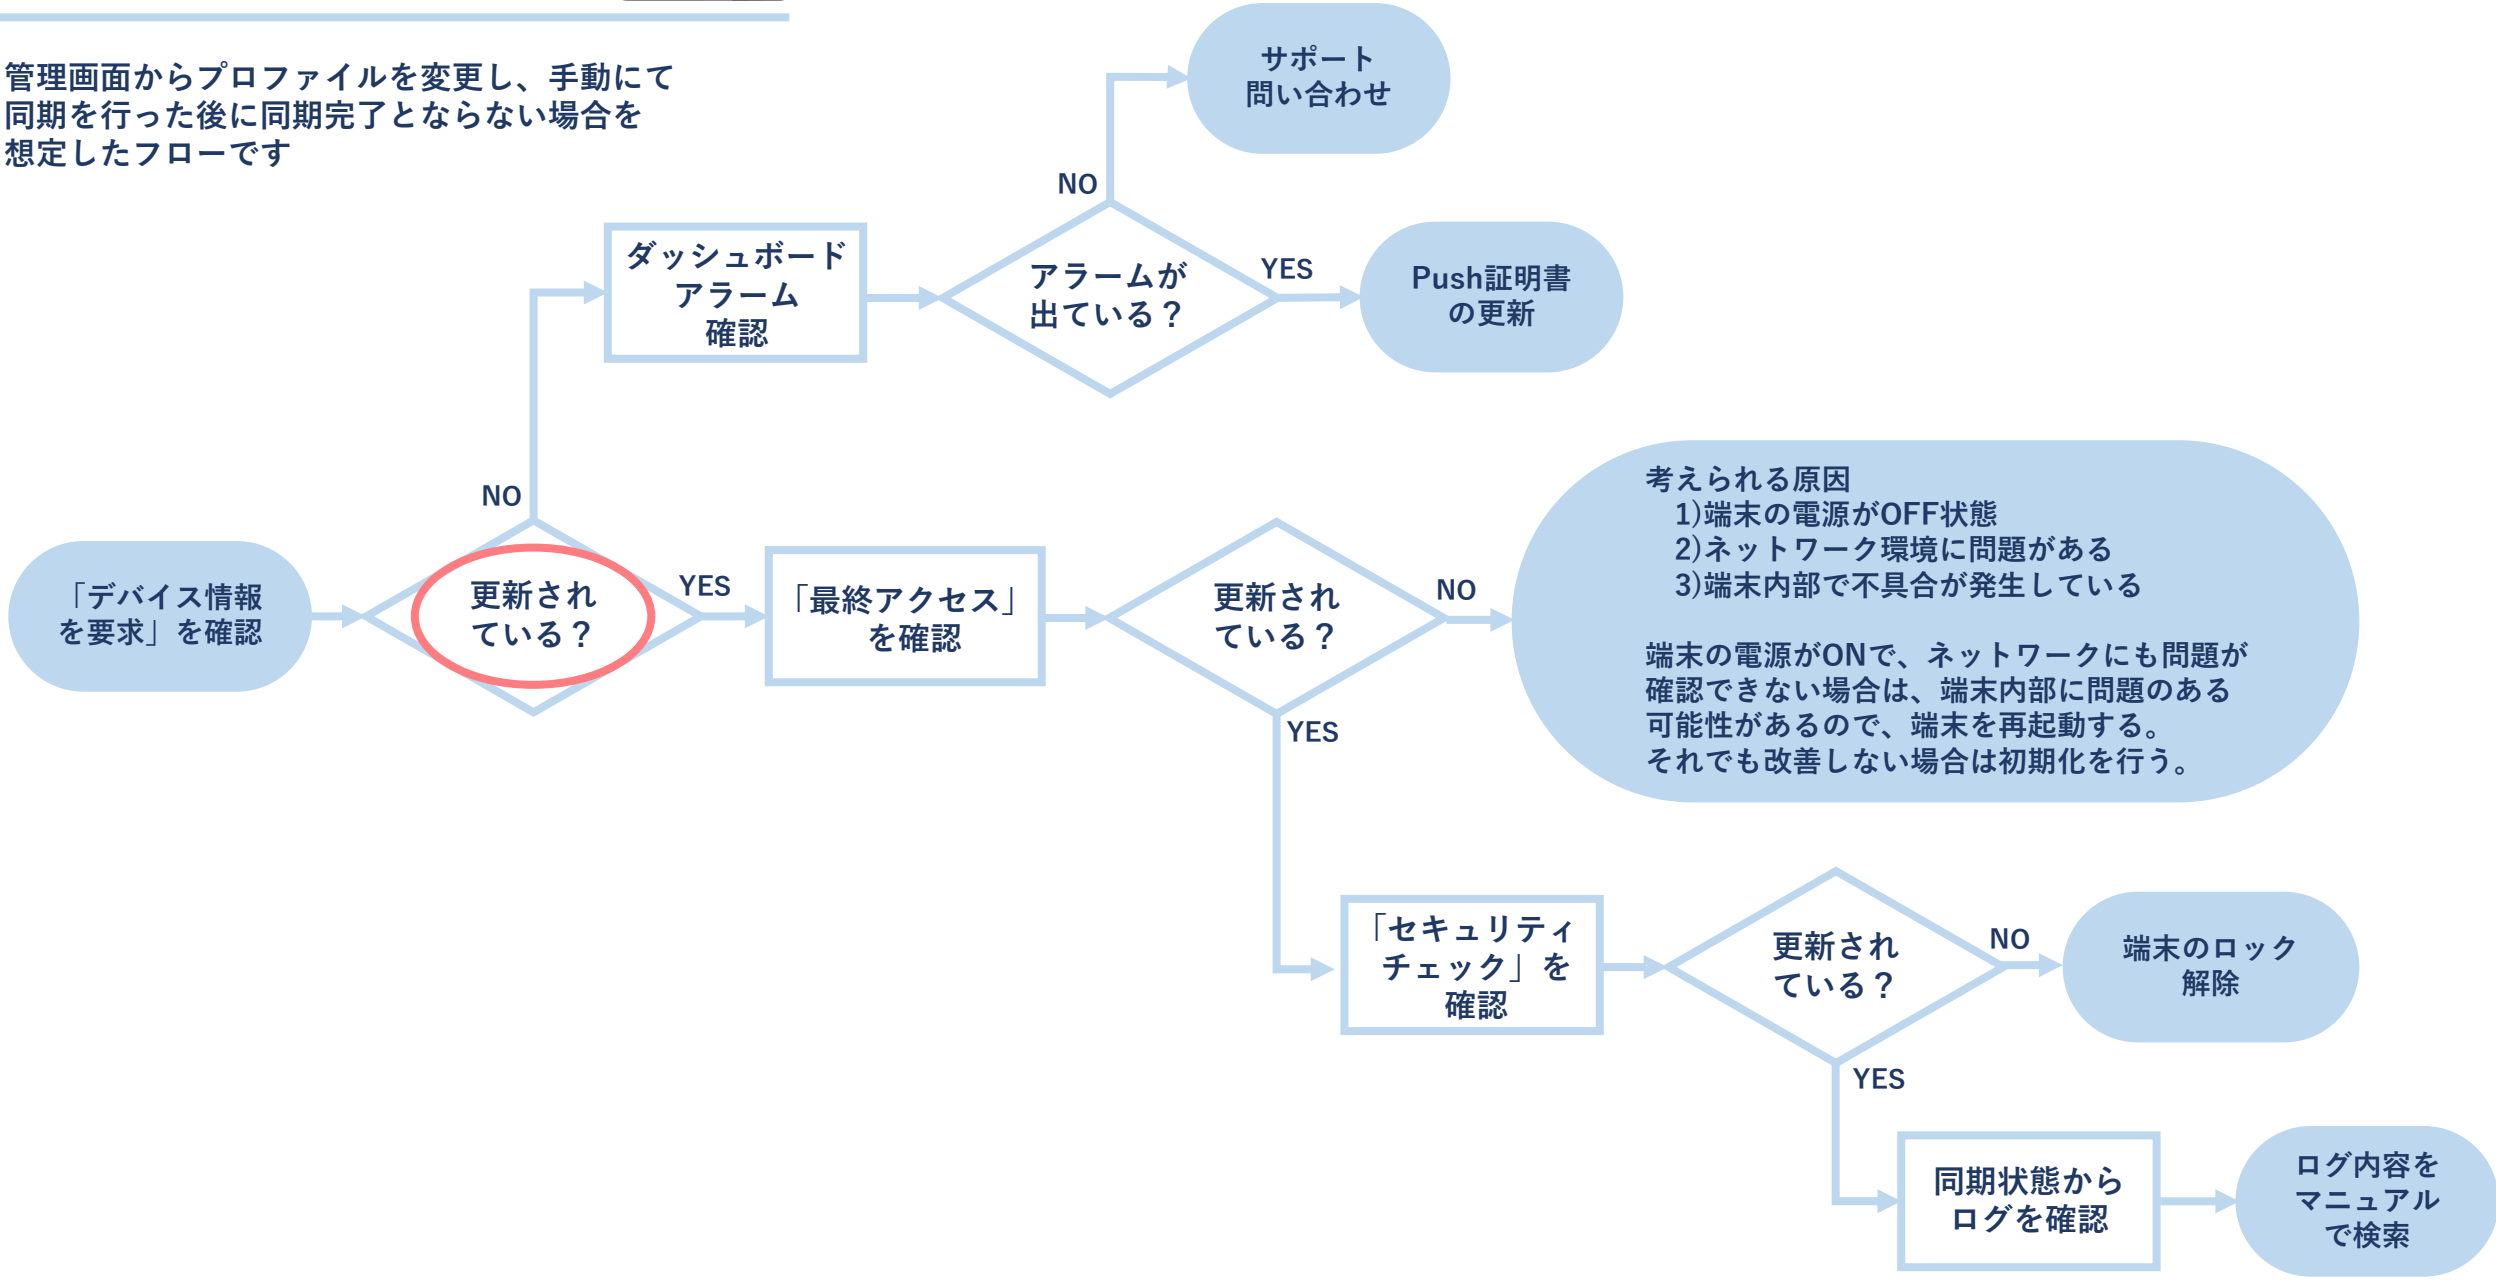 管理画面からプロファイルを変更し、手動にて
同期を行った後に同期完了とならない場合を
想定したフローです
サポート
問い合わせ
NO
ダッシュボード
アラーム
確認
アラームが
出ている？
YES
Push証明書
の更新
NO
「デバイス情報
を要求」を確認
更新され
ている？
YES
「最終アクセス」
を確認
更新され
ている？
NO
考えられる原因
1)端末の電源がOFF状態
2)ネットワーク環境に問題がある
3)端末内部で不具合が発生している
端末の電源がONで、ネットワークにも問題が
確認できない場合は、端末内部に問題のある
可能性があるので、端末を再起動する。
それでも改善しない場合は初期化を行う。
YES
「セキュリティ
チェック」を
確認
更新され
ている？
NO
端末のロック
解除
YES
同期状態から
ログを確認
ログ内容を
マニュアル
で検索